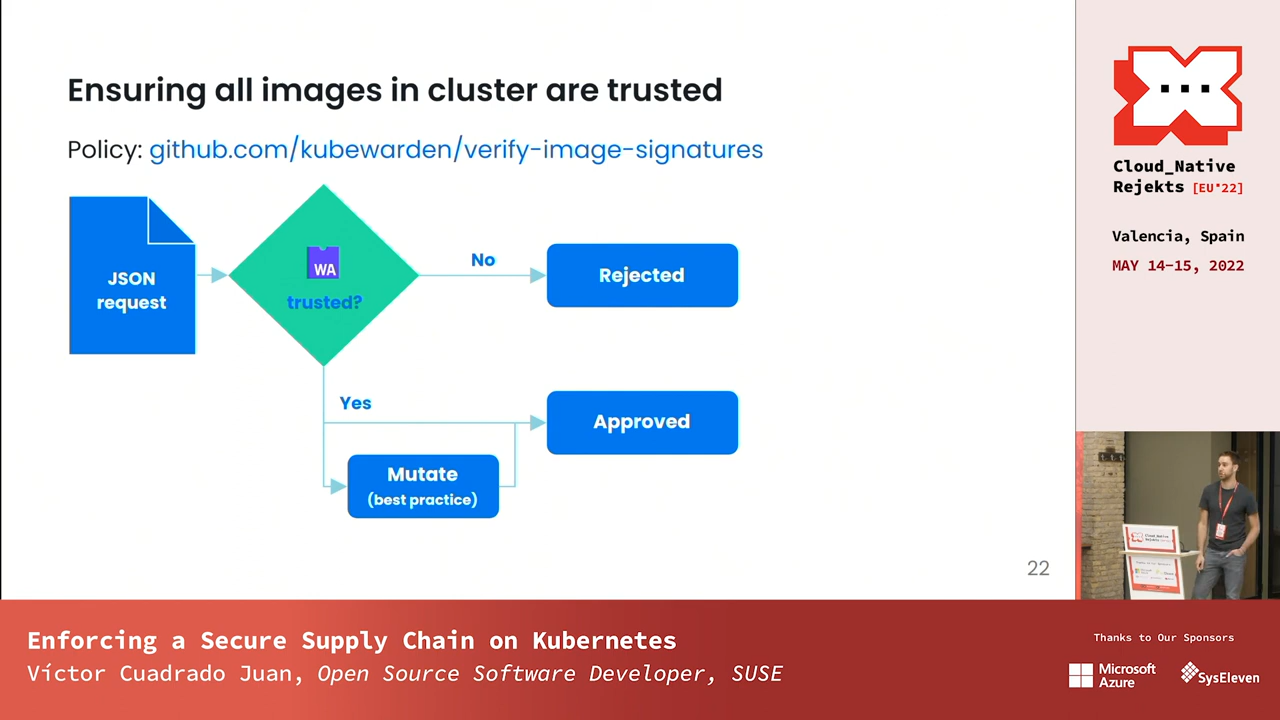 Ensuring all images in cluster are trusted
Policy: github.com/kubewarden/verify-image-signatures
JSON
request
WA
trusted?
No
Rejected
Yes
Approved
Mutate
(best practice)
22
Cloud_Native
Rejekts [EU*22]
Valencia, Spain
MAY 14-15, 2022
Enforcing a Secure Supply Chain on Kubernetes
Víctor Cuadrado Juan, Open Source Software Developer, SUSE
Thanks to Our Sponsors
Microsoft
Azure
SysEleven